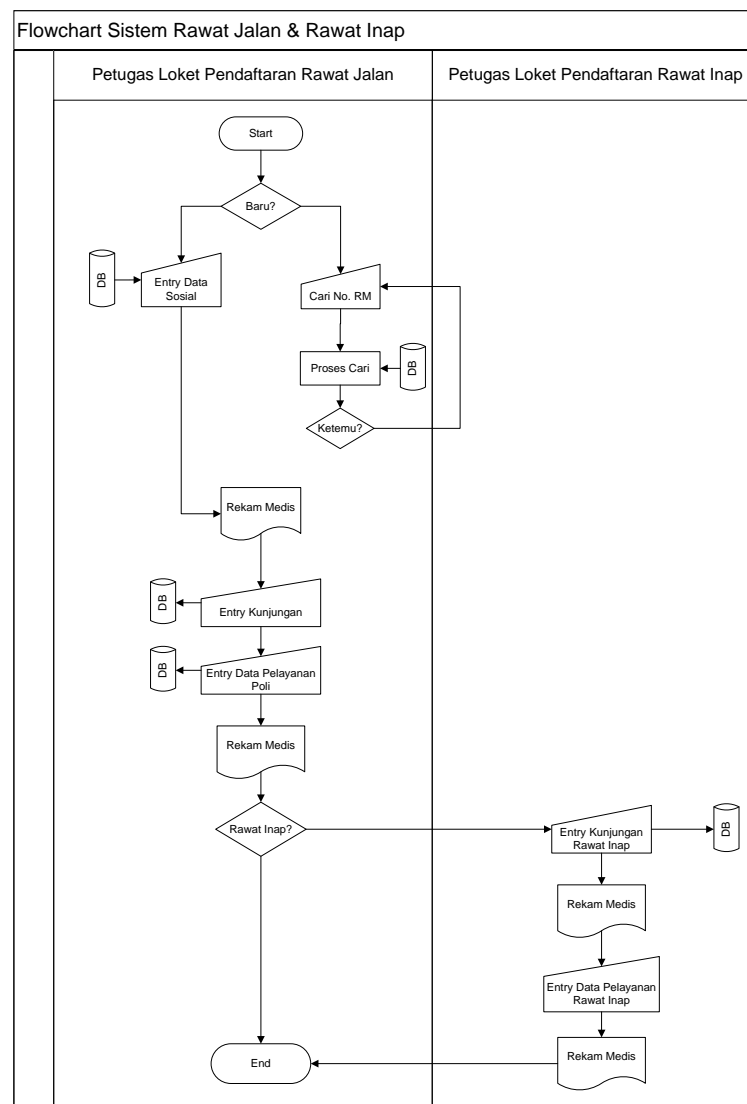 Flowchart Sistem Rawat Jalan & Rawat Inap
Petugas Loket Pendaftaran Rawat Jalan
Petugas Loket Pendaftaran Rawat Inap
Start
Baru?
DB
Entry Data
Sosial
Cari No. RM
Proses Cari
DB
Ketemu?
Rekam Medis
DB
Entry Kunjungan
DB
Entry Data Pelayanan
Poli
Rekam Medis
Rawat Inap?
Entry Kunjungan
Rawat Inap
DB
Rekam Medis
Entry Data Pelayanan
Rawat Inap
Rekam Medis
End